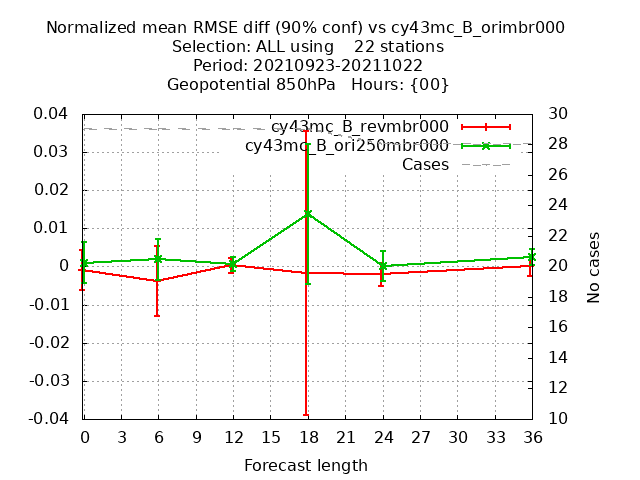 Normalized mean RMSE diff (90% conf) vs cy43mc_B_orimbr000
Selection: ALL using    22 stations
Period: 20210923-20211022
Geopotential 850hPa   Hours: {00}
cy43mc_B_revmbr000
cy43mc_B_ori250mbr000
Cases
0.04
0.03
0.02
0.01
0
-0.01
-0.02
-0.03
-0.04
30
28
26
24
22
20
18
16
14
12
10
No cases
0 3 6 9 12 15 18 21 24 27 30 33 36
Forecast length